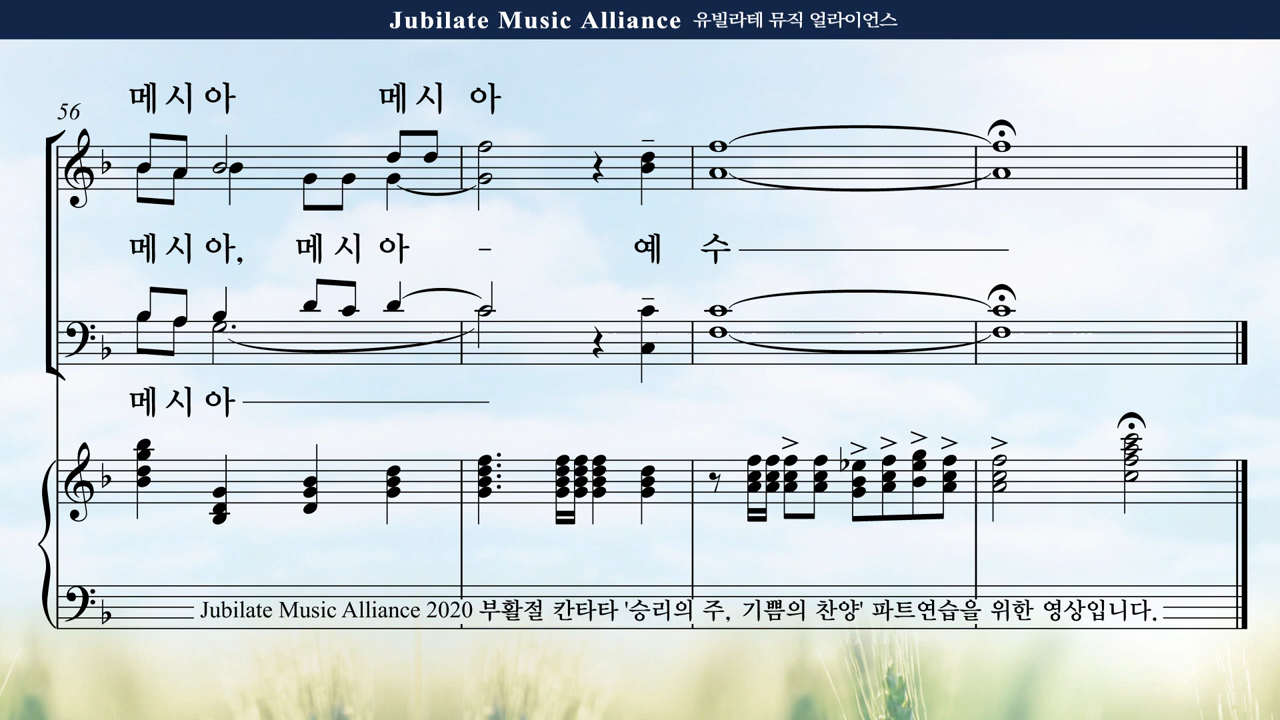 Jubilate Music Alliance 유빌라테 뮤직 얼라이언스
메 시 아 메 시 아
56
메 시 아, 메 시 아 - 예 수
메 시 아
Jubilate Music Alliance 2020 부활절 칸타타 '승리의 주, 기쁨의 찬양' 파트연습을 위한 영상입니다.